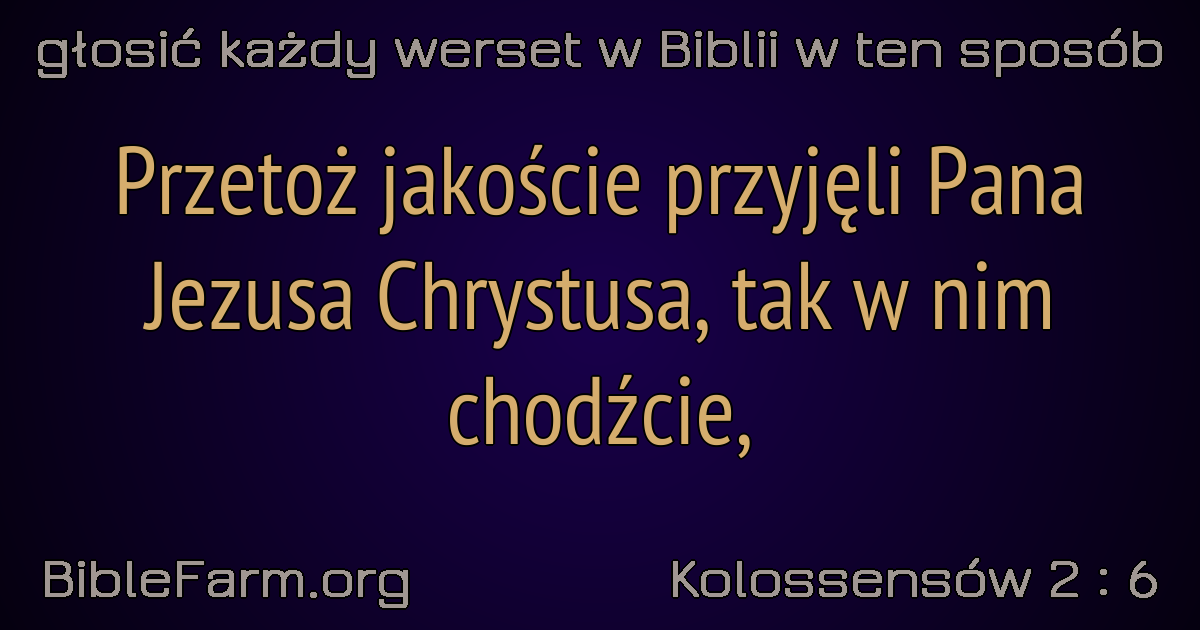 głosić każdy werset w Biblii w ten sposób
Przetoż jakoście przyjęli Pana
Jezusa Chrystusa, tak w nim
chodźcie,
BibleFarm.org
Kolossensów 2 : 6